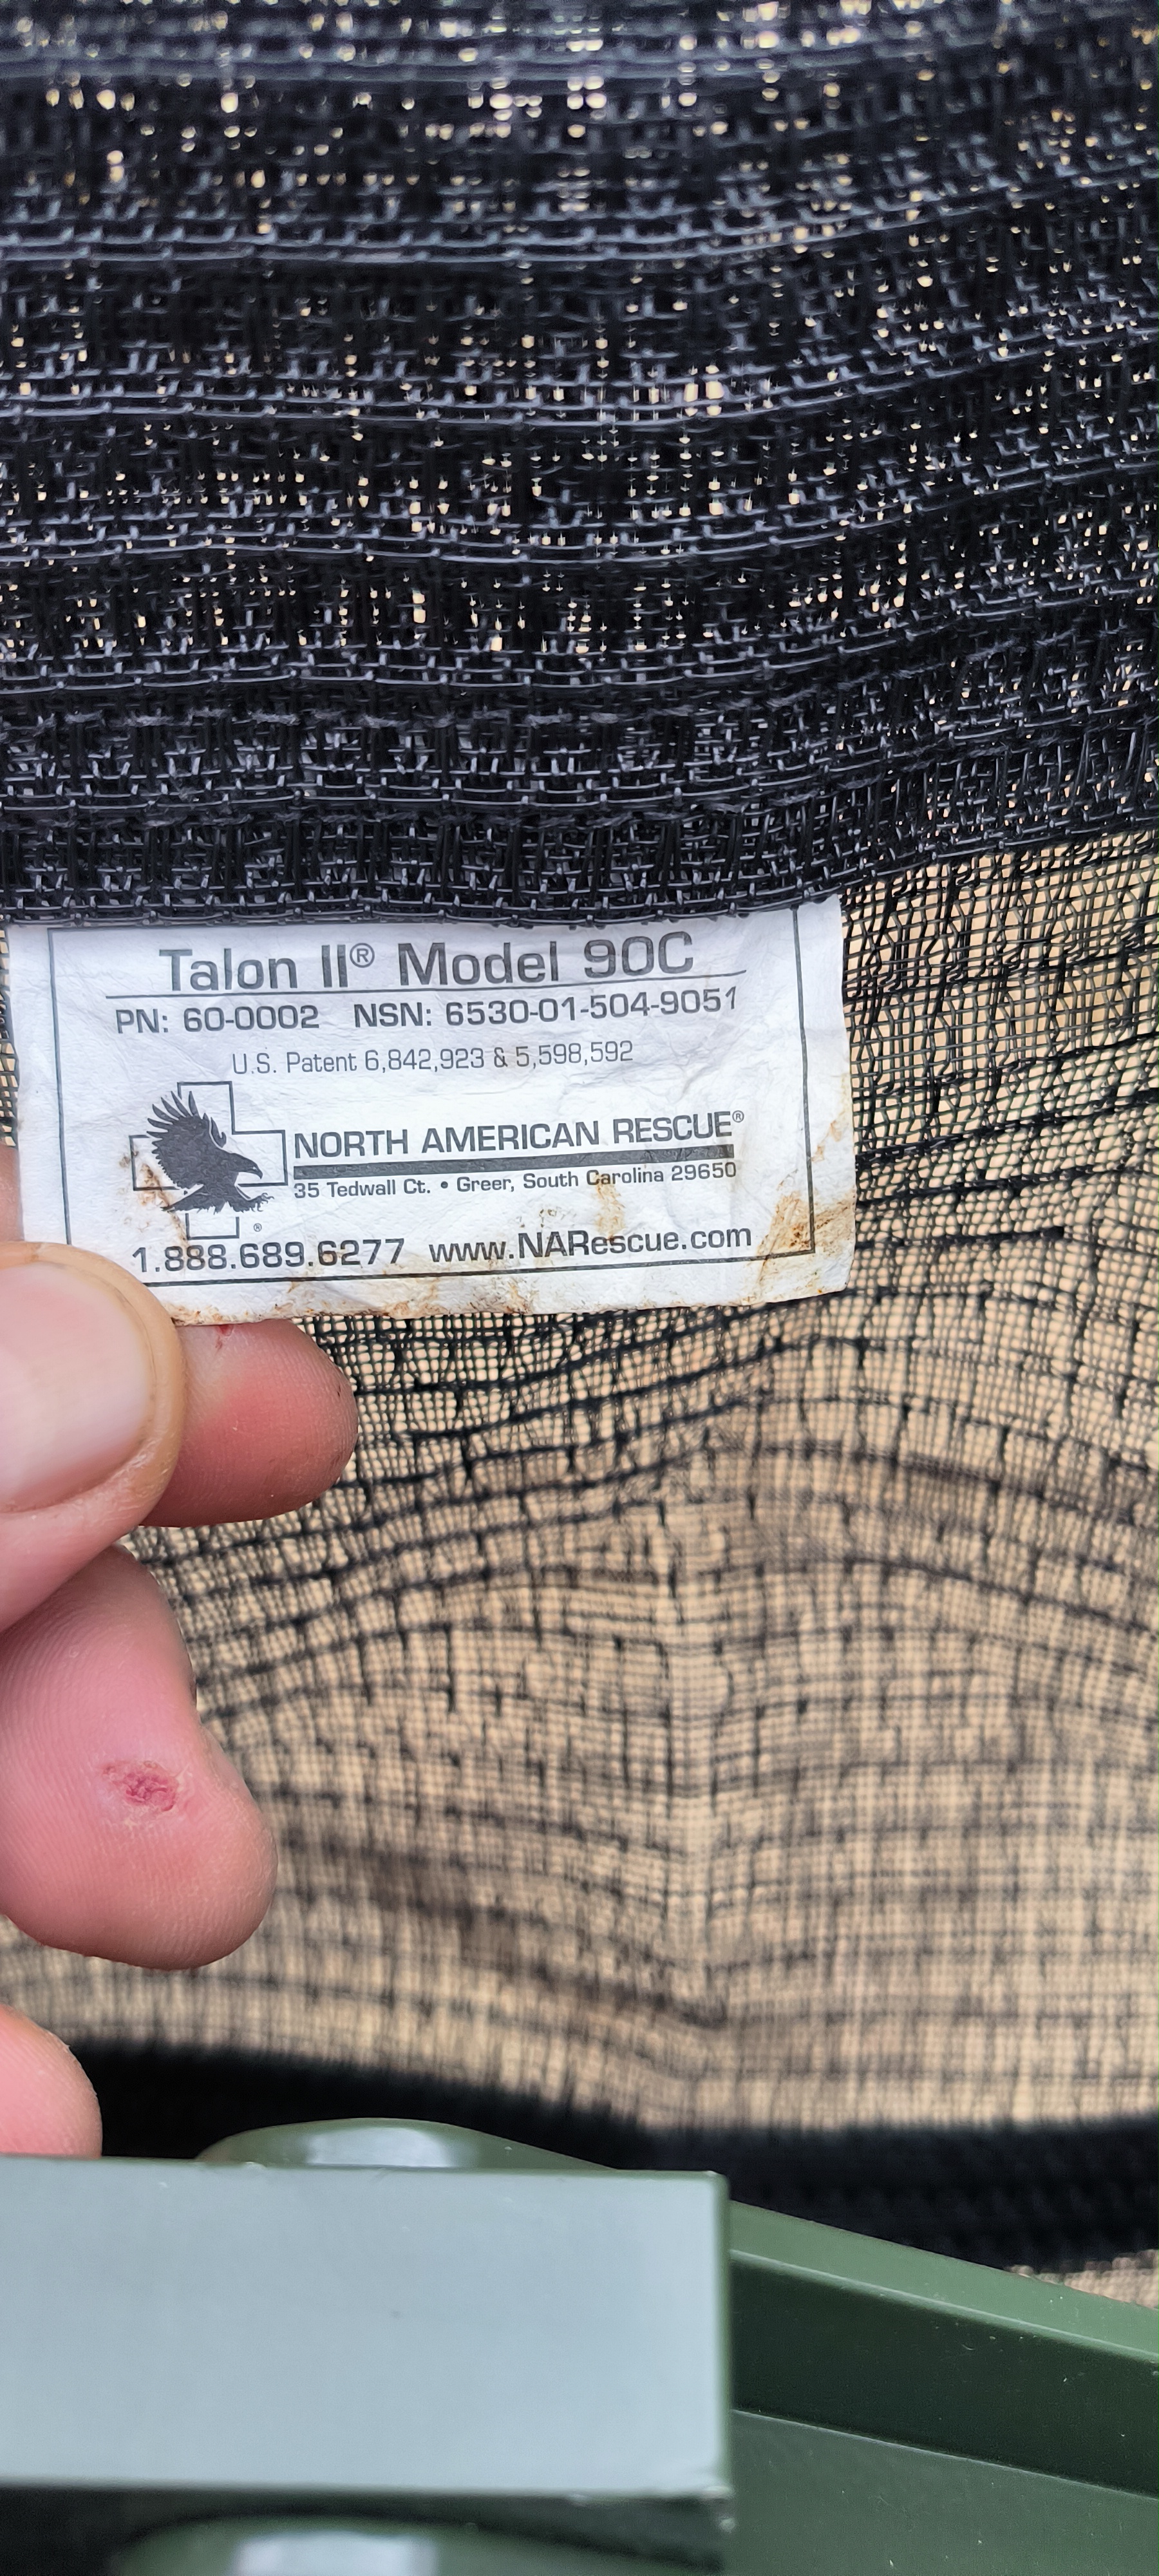 Talon II® Model 90C
PN: 60-0002 NSN: 6530-01-504-9051
U.S. Patent 6,842,923 & 5,598,592
NORTH AMERICAN RESCUE®
35 Tedwall Ct. • Greer, South Carolina 29650
®
1.888.689.6277 www.NARescue.com